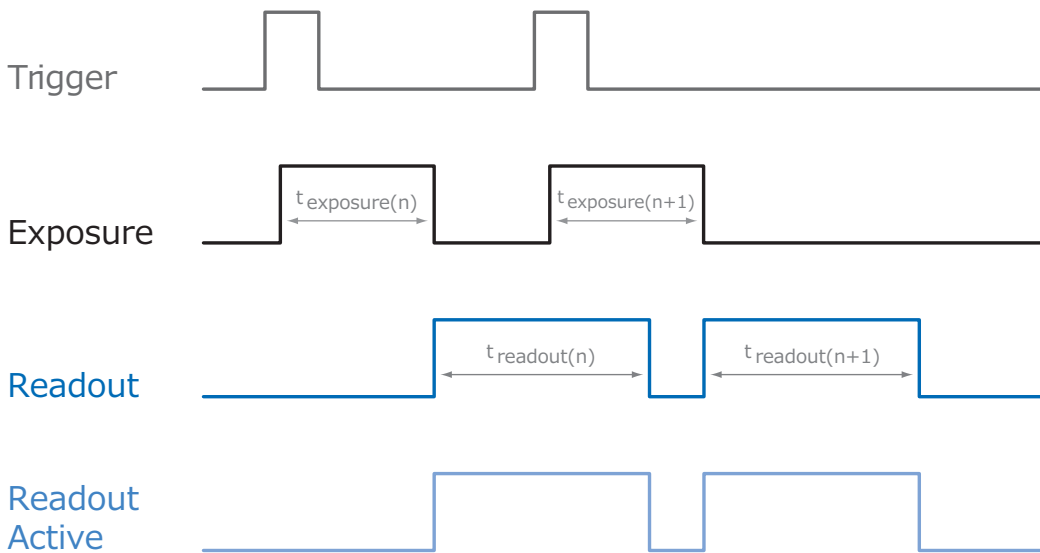 Trigger
Exposure
t exposure(n)
t exposure(n+1)
Readout
t readout(n)
t readout(n+1)
Readout
Active